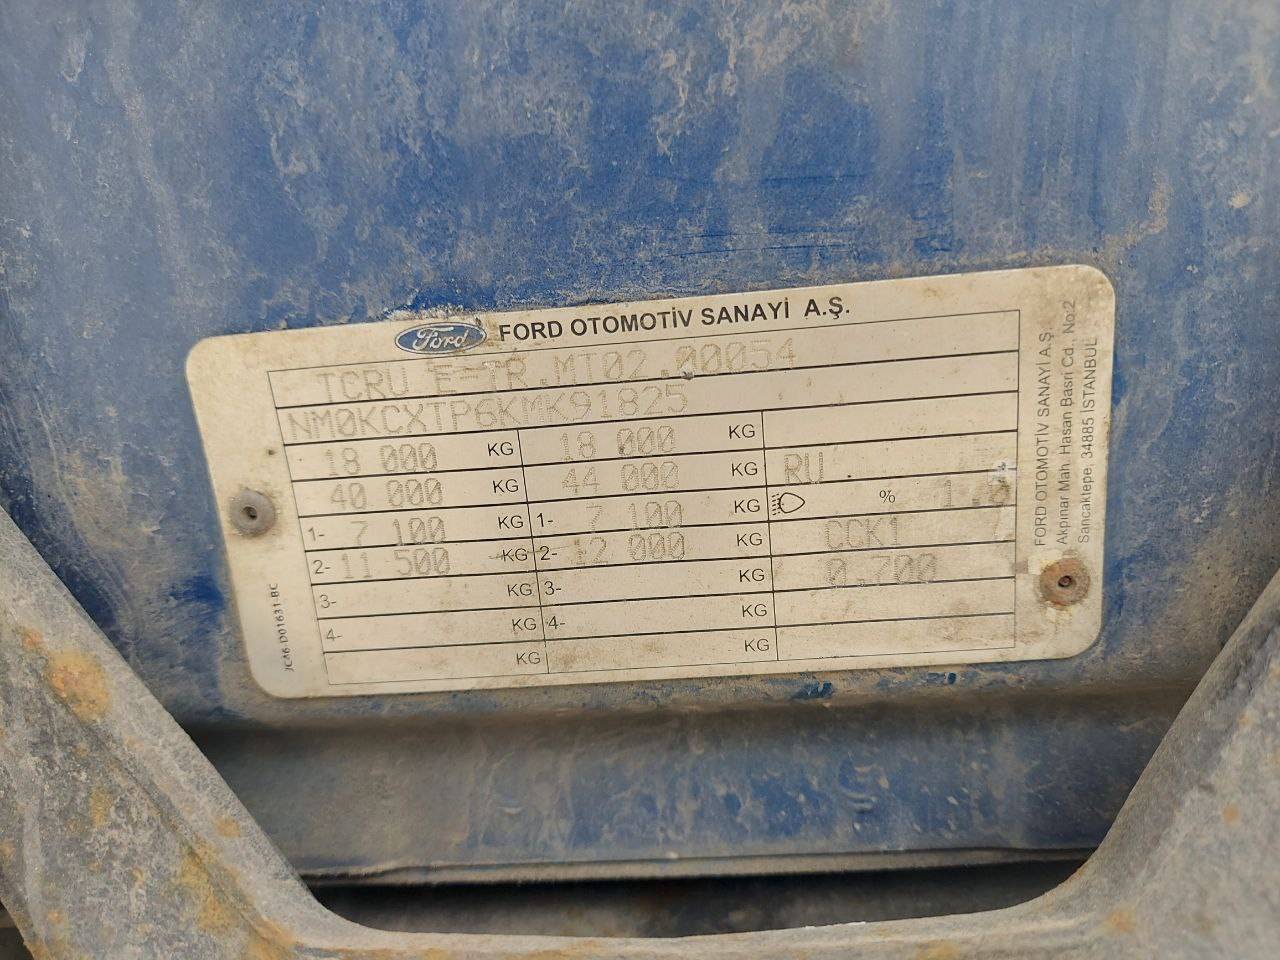 Ford FORD OTOMOTİV SANAYİ A.Ş.
TCRU E-TR.MT02.00054
NM0KCXTP6KMK91825
18 000 KG 18 000 KG
40 000 KG 44 000 KG RU
1- 7 100 KG 1- 7 100 KG % 1.0
2- 11 500 KG 2- 12 000 KG CCK1
3- KG 3- KG 0.700
4- KG 4- KG
KG KG
JCA6-D01631-BC
FORD OTOMOTİV SANAYİ A.Ş.
Akpınar Mah. Hasan Basri Cd., No:2
Sancaktepe, 34885 İSTANBUL